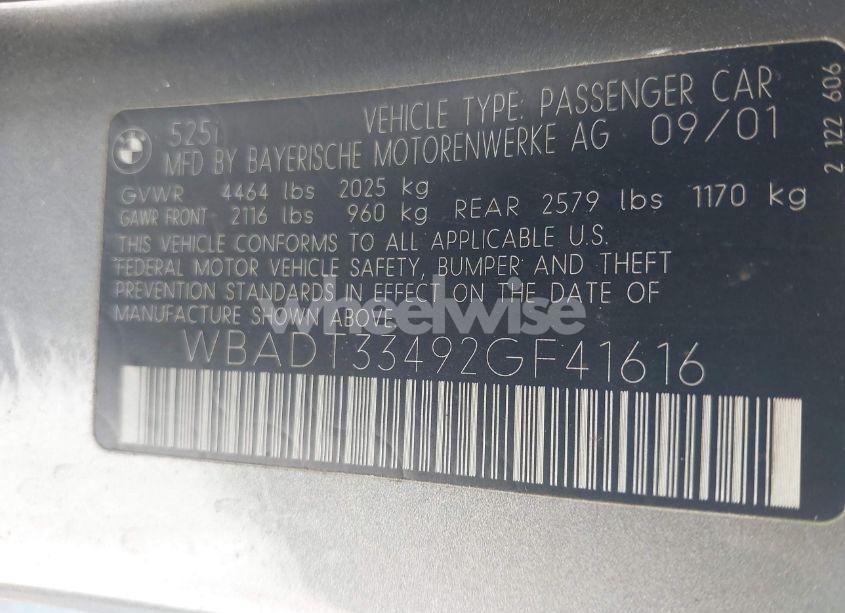 525i VEHICLE TYPE: PASSENGER CAR
MFD BY BAYERISCHE MOTORENWERKE AG 09/01
GVWR 4464 lbs 2025 kg
GAWR FRONT 2116 lbs 960 kg REAR 2579 lbs 1170 kg
THIS VEHICLE CONFORMS TO ALL APPLICABLE U.S.
FEDERAL MOTOR VEHICLE SAFETY, BUMPER AND THEFT
PREVENTION STANDARDS IN EFFECT ON THE DATE OF
MANUFACTURE SHOWN ABOVE.
wheelwise
WBADT33492GF41616
2 122 606